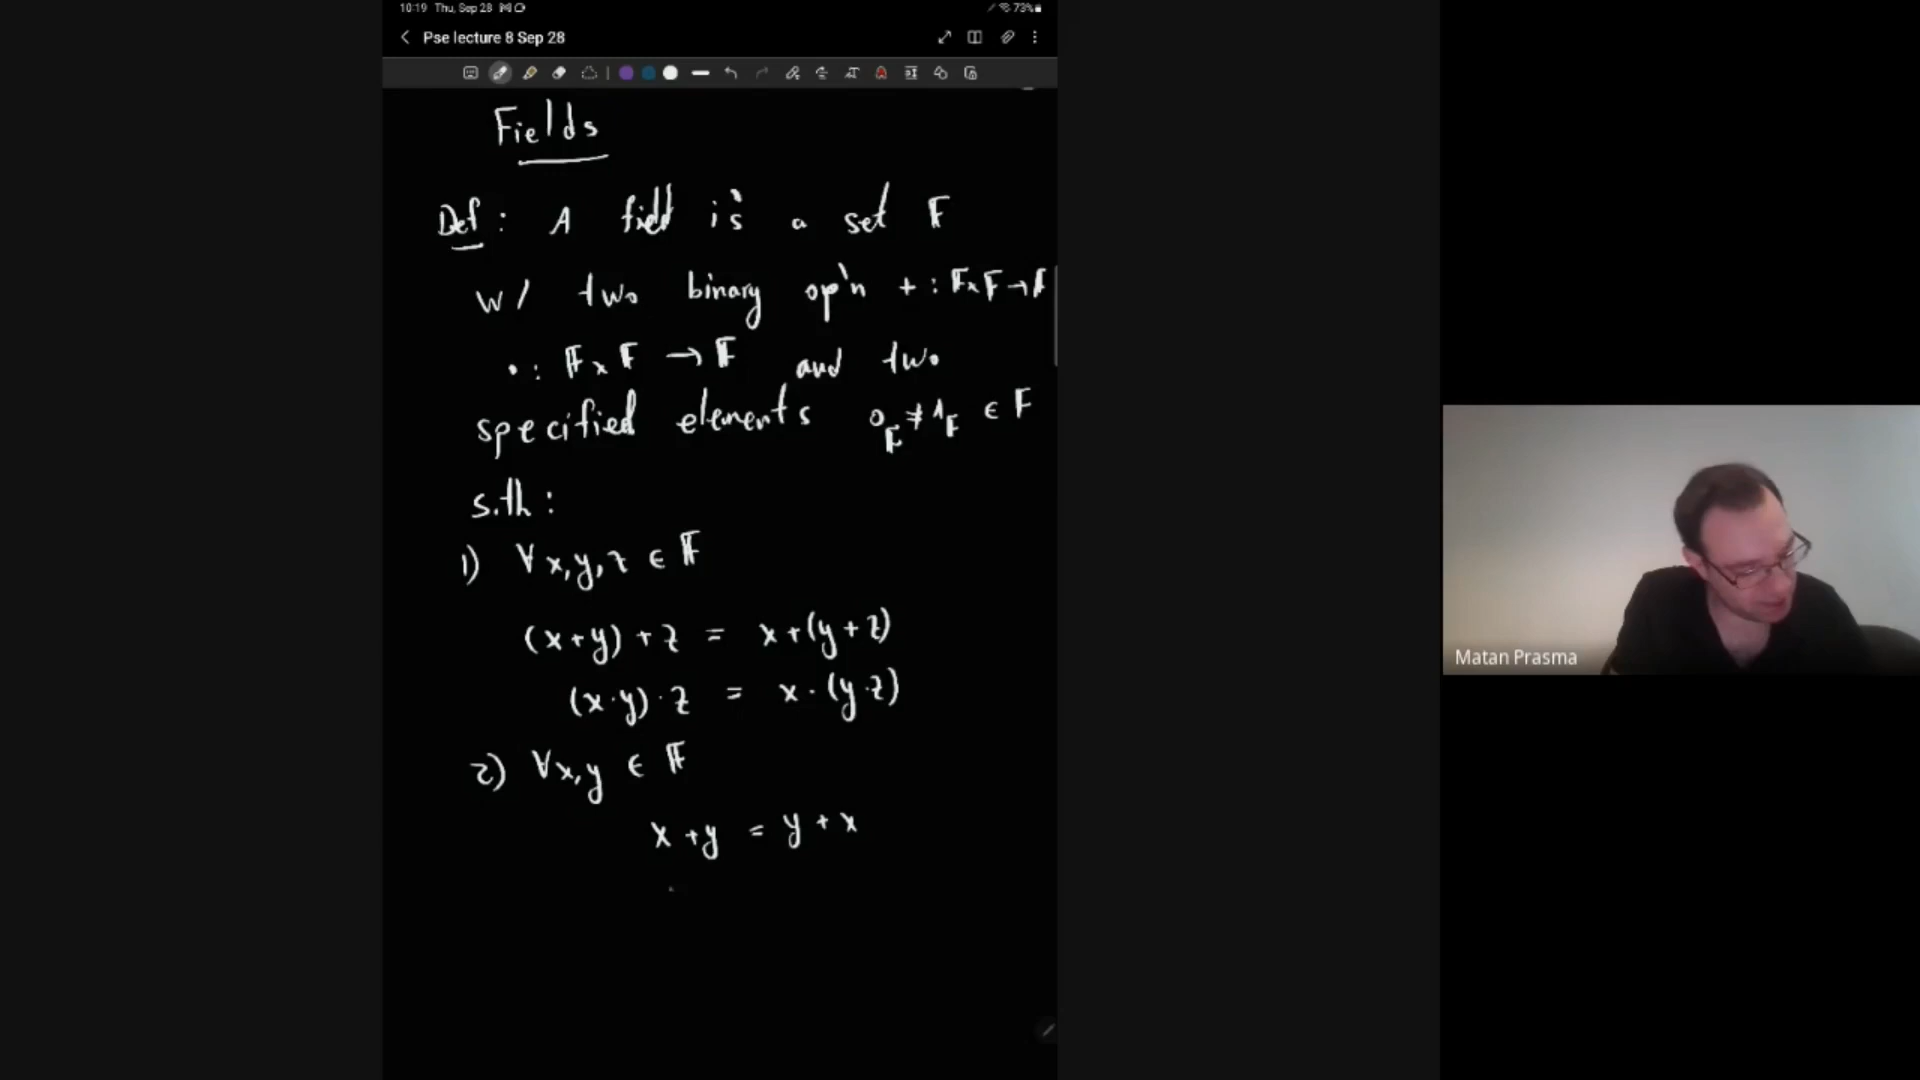 10:19 Thu, Sep 28
73%
Pse lecture 8 Sep 28
Fields
Def: A field is a set 𝔽
w/ two binary op'n + : 𝔽×𝔽→𝔽
• : 𝔽×𝔽 → 𝔽 and two
specified elements 0_𝔽 ≠ 1_𝔽 ∈ 𝔽
s.th :
1) ∀ x,y,z ∈ 𝔽
(x+y)+z = x+(y+z)
(x·y)·z = x·(y·z)
2) ∀x,y ∈ 𝔽
x+y = y+x
Matan Prasma